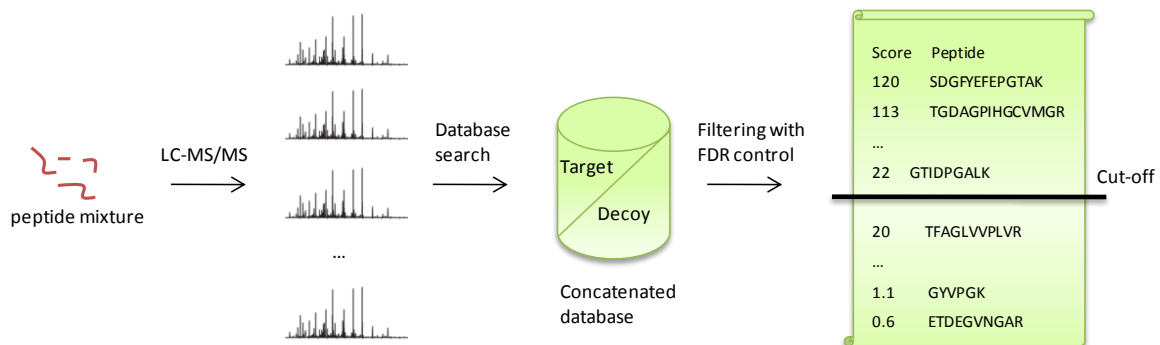 peptide mixture
LC-MS/MS
...
Database
search
Target
Decoy
Concatenated
database
Filtering with
FDR control
Score Peptide
120 SDGFYEFEPGTAK
113 TGDAGPIHGCVMGR
...
22 GTIDPGALK
Cut-off
20 TFAGLVVPLVR
...
1.1 GYVPGK
0.6 ETDEGVNGAR